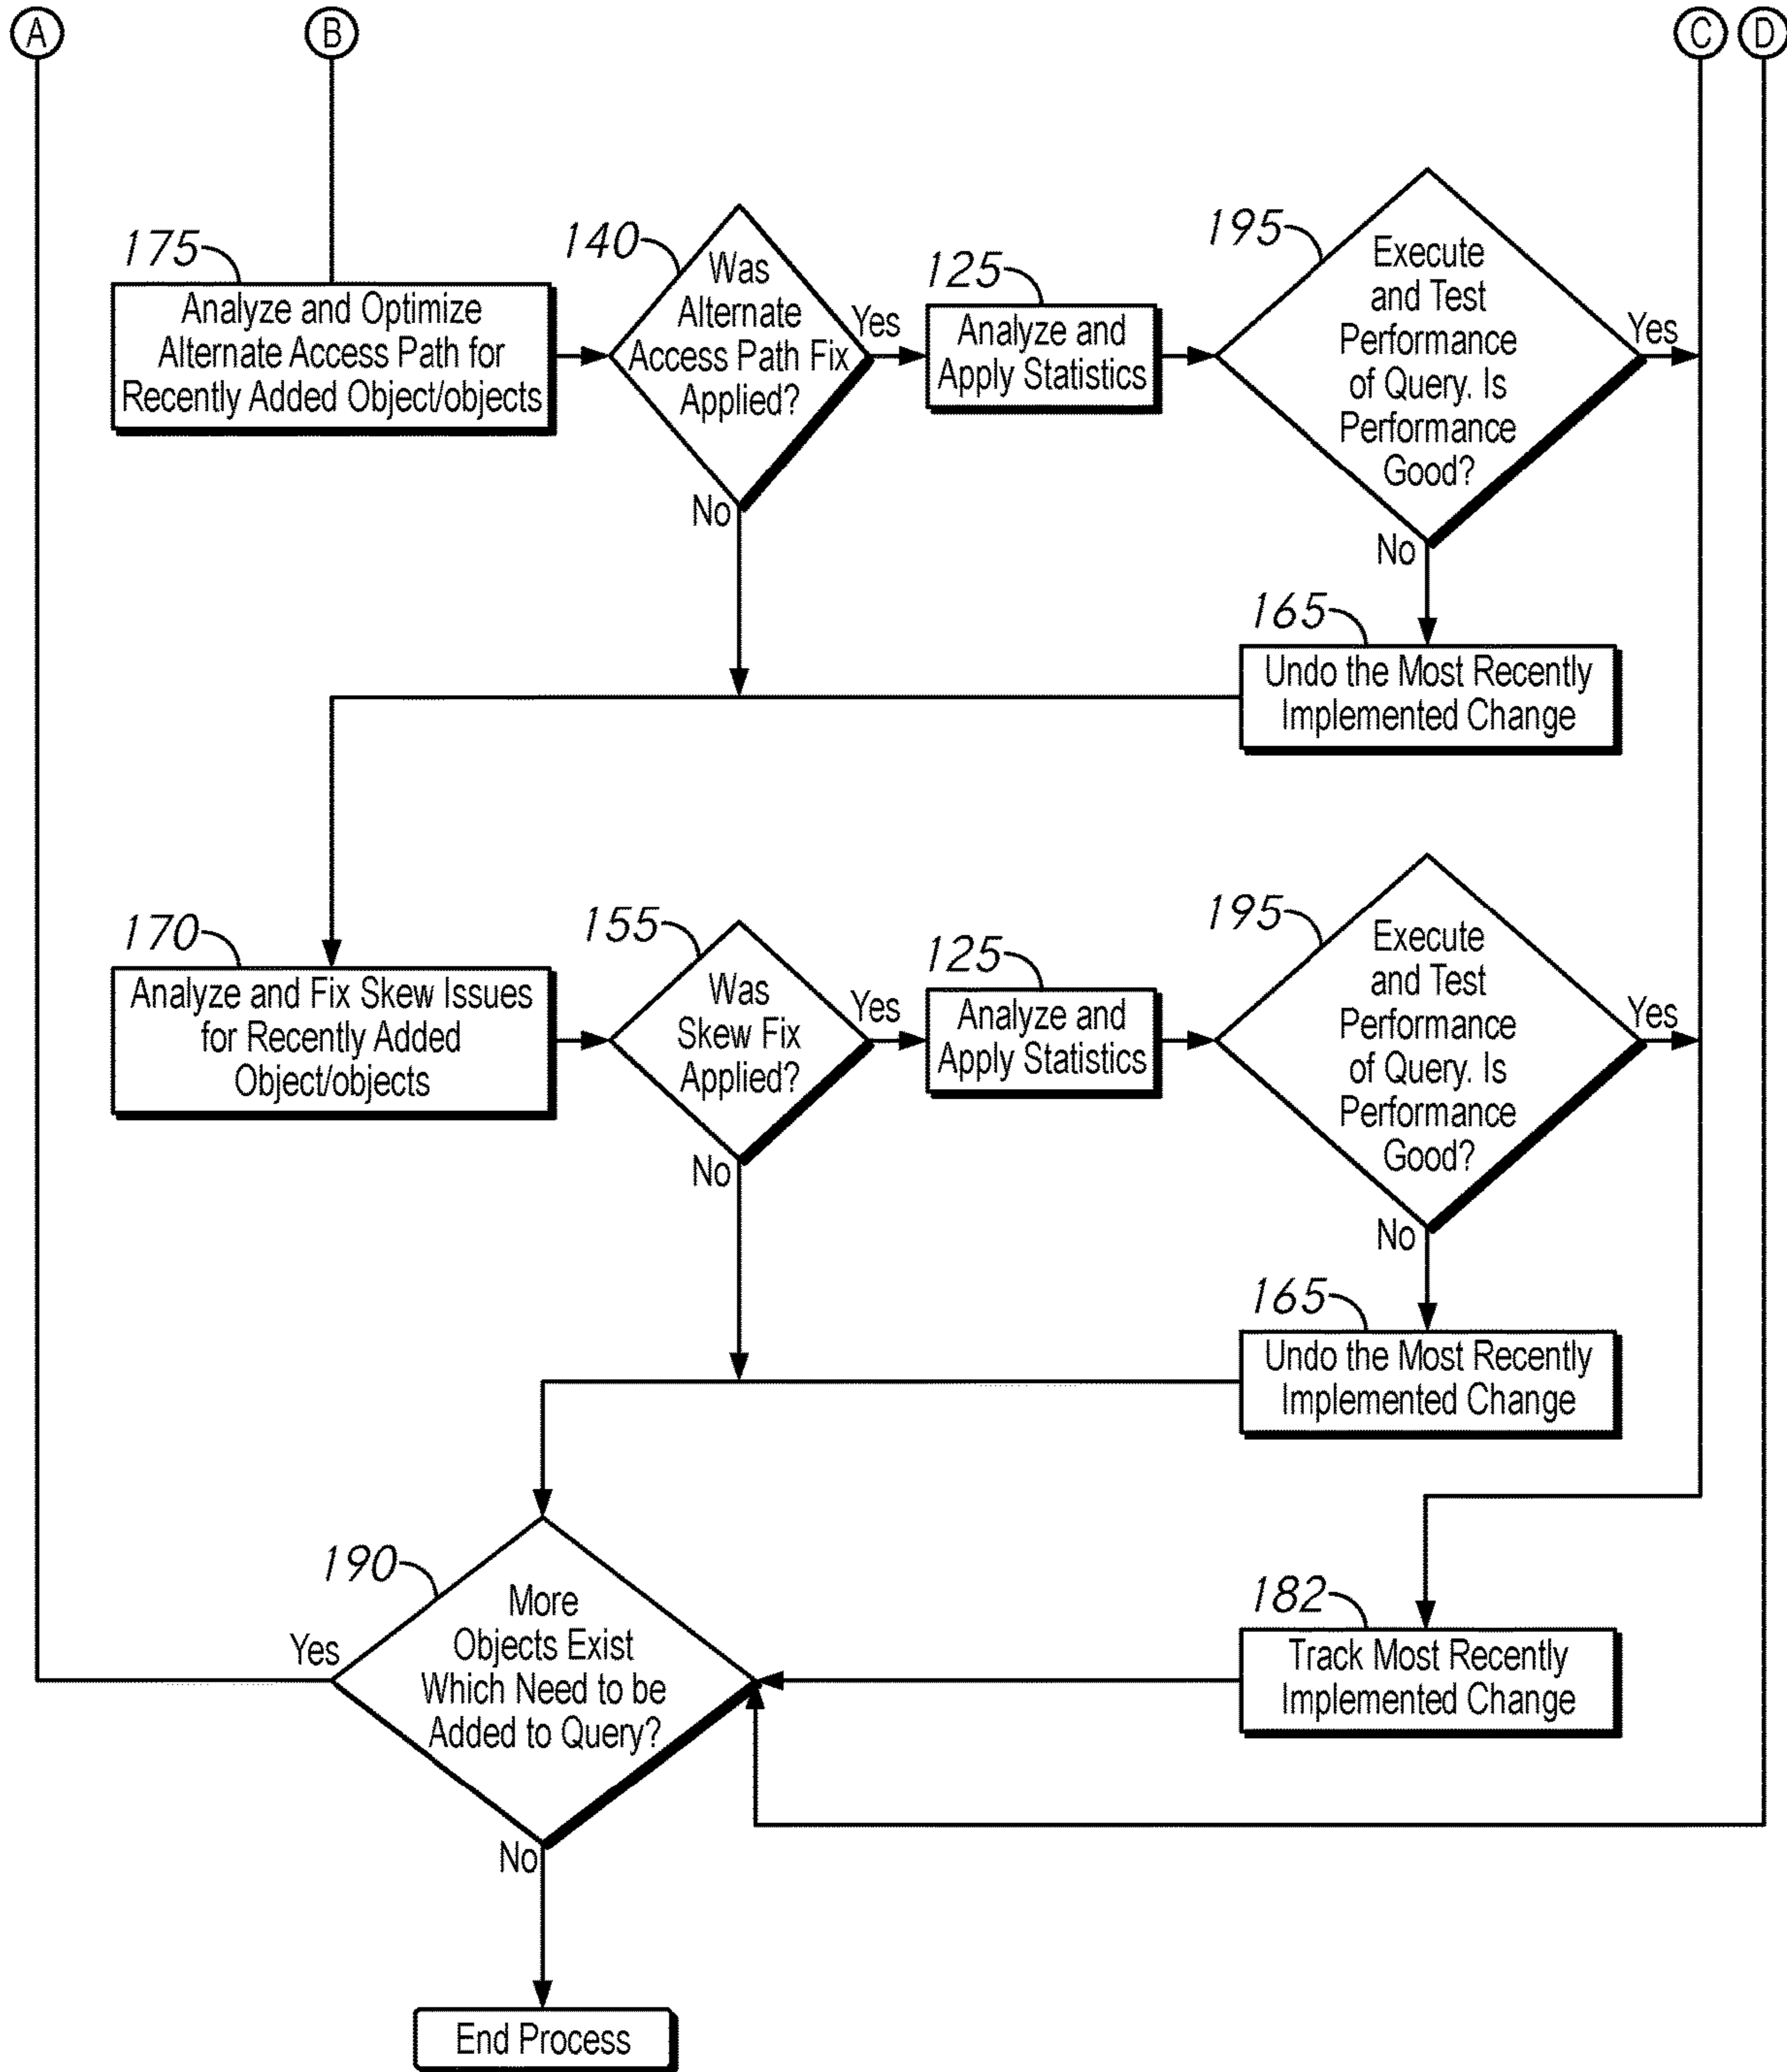 A
B
C
D
175
Analyze and Optimize
Alternate Access Path for
Recently Added Object/objects
140
Was
Alternate
Access Path Fix
Applied?
Yes
No
125
Analyze and
Apply Statistics
195
Execute
and Test
Performance
of Query. Is
Performance
Good?
Yes
No
165
Undo the Most Recently
Implemented Change
170
Analyze and Fix Skew Issues
for Recently Added
Object/objects
155
Was
Skew Fix
Applied?
Yes
No
125
Analyze and
Apply Statistics
195
Execute
and Test
Performance
of Query. Is
Performance
Good?
Yes
No
165
Undo the Most Recently
Implemented Change
190
More
Objects Exist
Which Need to be
Added to Query?
Yes
No
182
Track Most Recently
Implemented Change
End Process